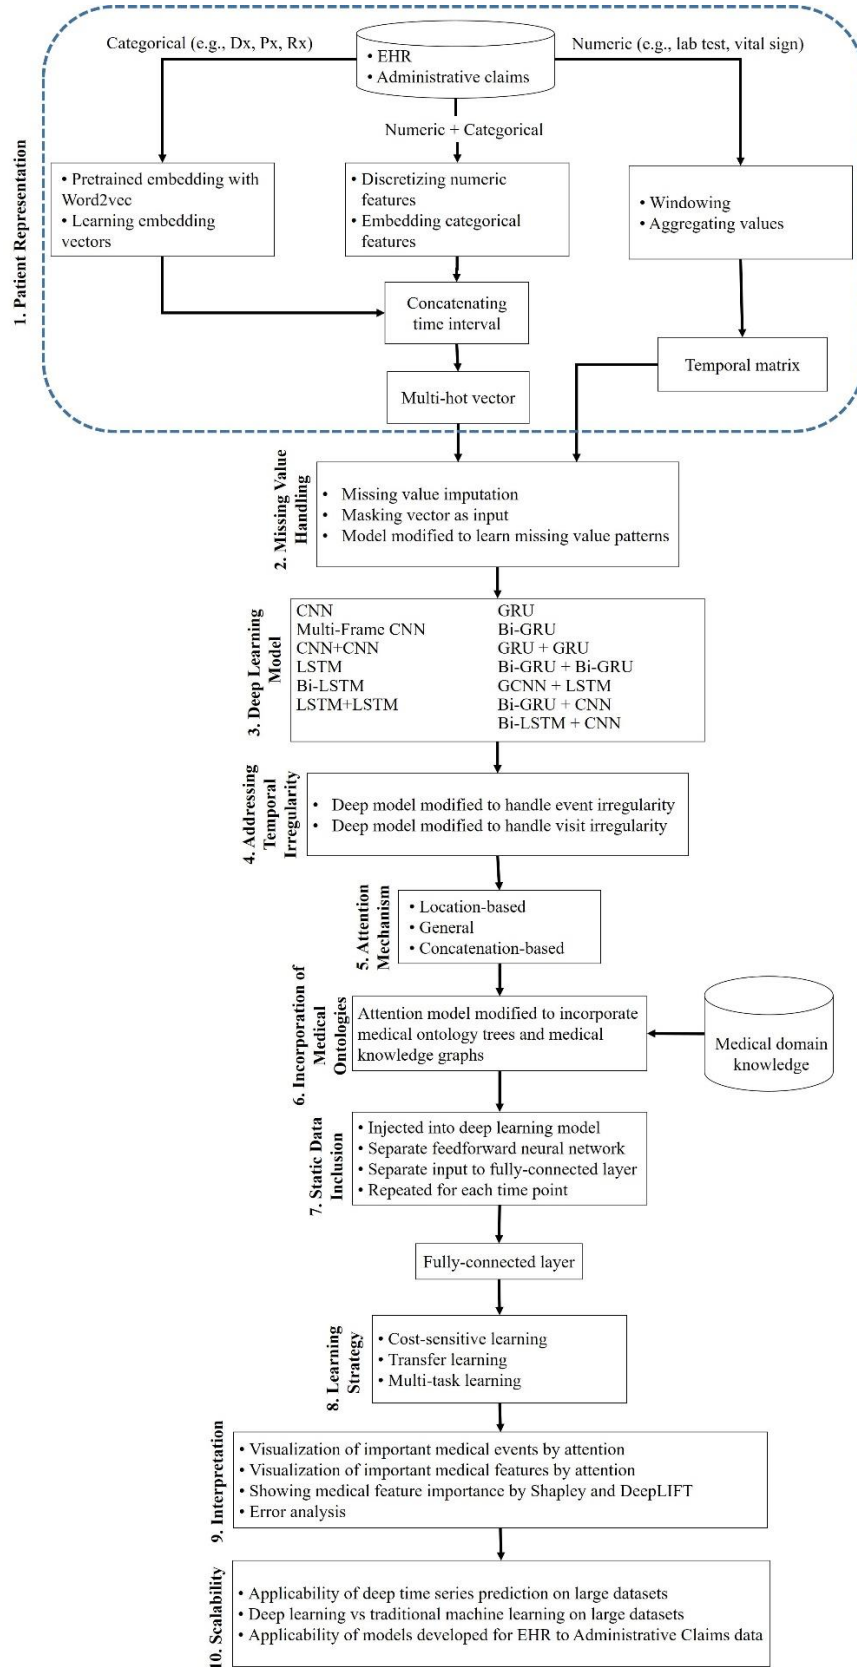 Categorical (e.g., Dx, Px, Rx)
• EHR
• Administrative claims
Numeric (e.g., lab test, vital sign)
Numeric + Categorical
1. Patient Representation
• Pretrained embedding with
Word2vec
• Learning embedding
vectors
• Discretizing numeric
features
• Embedding categorical
features
• Windowing
• Aggregating values
Concatenating
time interval
Temporal matrix
Multi-hot vector
2. Missing Value
Handling
• Missing value imputation
• Masking vector as input
• Model modified to learn missing value patterns
3. Deep Learning
Model
CNN
Multi-Frame CNN
CNN+CNN
LSTM
Bi-LSTM
LSTM+LSTM
GRU
Bi-GRU
GRU + GRU
Bi-GRU + Bi-GRU
GCNN + LSTM
Bi-GRU + CNN
Bi-LSTM + CNN
4. Addressing
Temporal
Irregularity
• Deep model modified to handle event irregularity
• Deep model modified to handle visit irregularity
5. Attention
Mechanism
• Location-based
• General
• Concatenation-based
6. Incorporation of
Medical
Ontologies
Attention model modified to incorporate
medical ontology trees and medical
knowledge graphs
Medical domain
knowledge
7. Static Data
Inclusion
• Injected into deep learning model
• Separate feedforward neural network
• Separate input to fully-connected layer
• Repeated for each time point
Fully-connected layer
8. Learning
Strategy
• Cost-sensitive learning
• Transfer learning
• Multi-task learning
9. Interpretation
• Visualization of important medical events by attention
• Visualization of important medical features by attention
• Showing medical feature importance by Shapley and DeepLIFT
• Error analysis
10. Scalability
• Applicability of deep time series prediction on large datasets
• Deep learning vs traditional machine learning on large datasets
• Applicability of models developed for EHR to Administrative Claims data